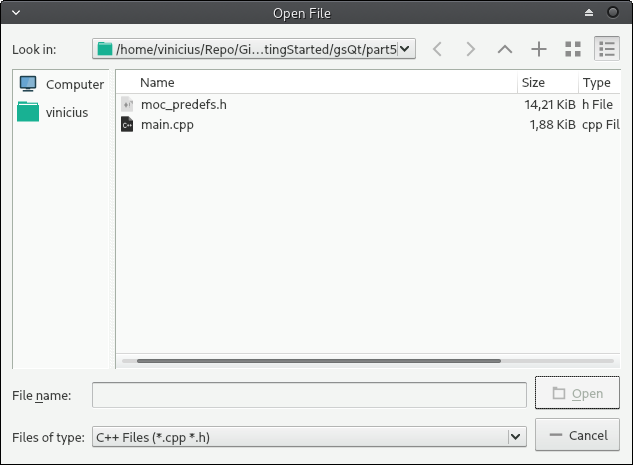 Open File
Look in: /home/vinicius/Repo/Gi...tingStarted/gsQt/part5
Computer
vinicius
Name Size Type
moc_predefs.h 14,21 KiB h File
main.cpp 1,88 KiB cpp Fil
File name: Open
Files of type: C++ Files (*.cpp *.h) Cancel